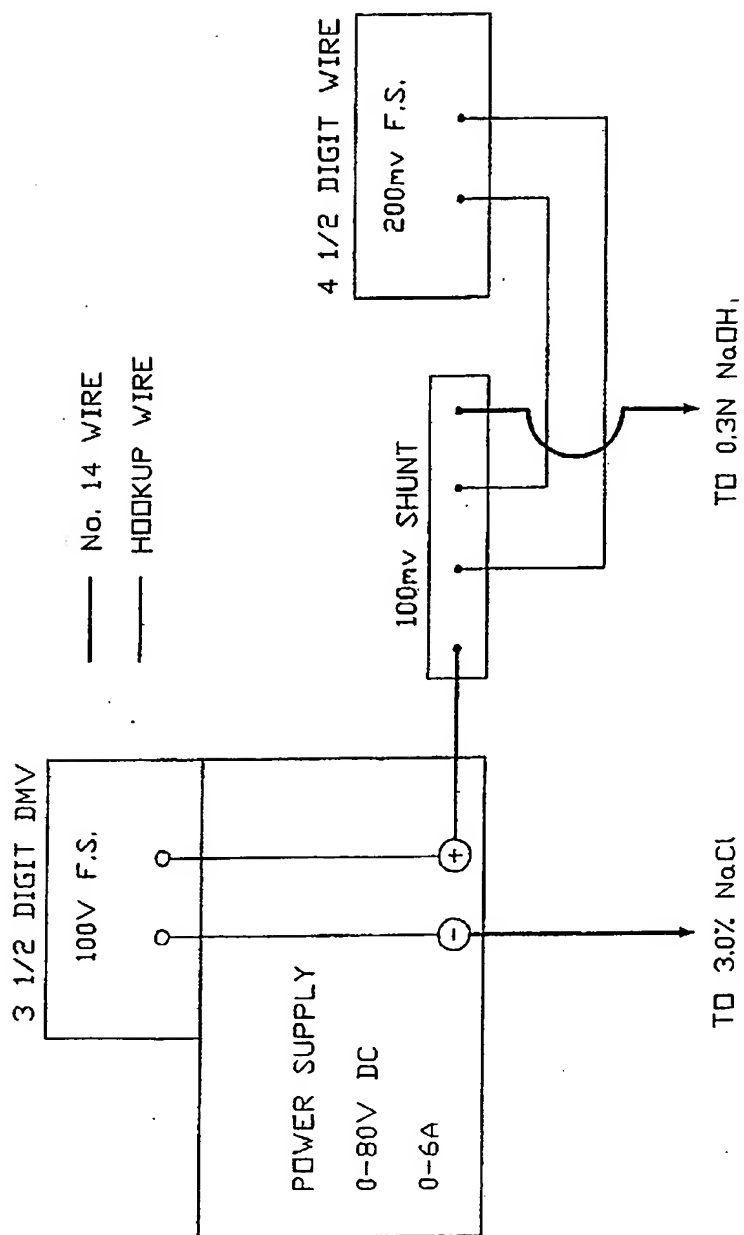 3 1/2 DIGIT DMV
100V F.S.
POWER SUPPLY
0-80V DC
0-6A
-
+
TO 3.0% NaCl
No. 14 WIRE
HOOKUP WIRE
100mv SHUNT
4 1/2 DIGIT WIRE
200mv F.S.
TO 0.3N NaOH,